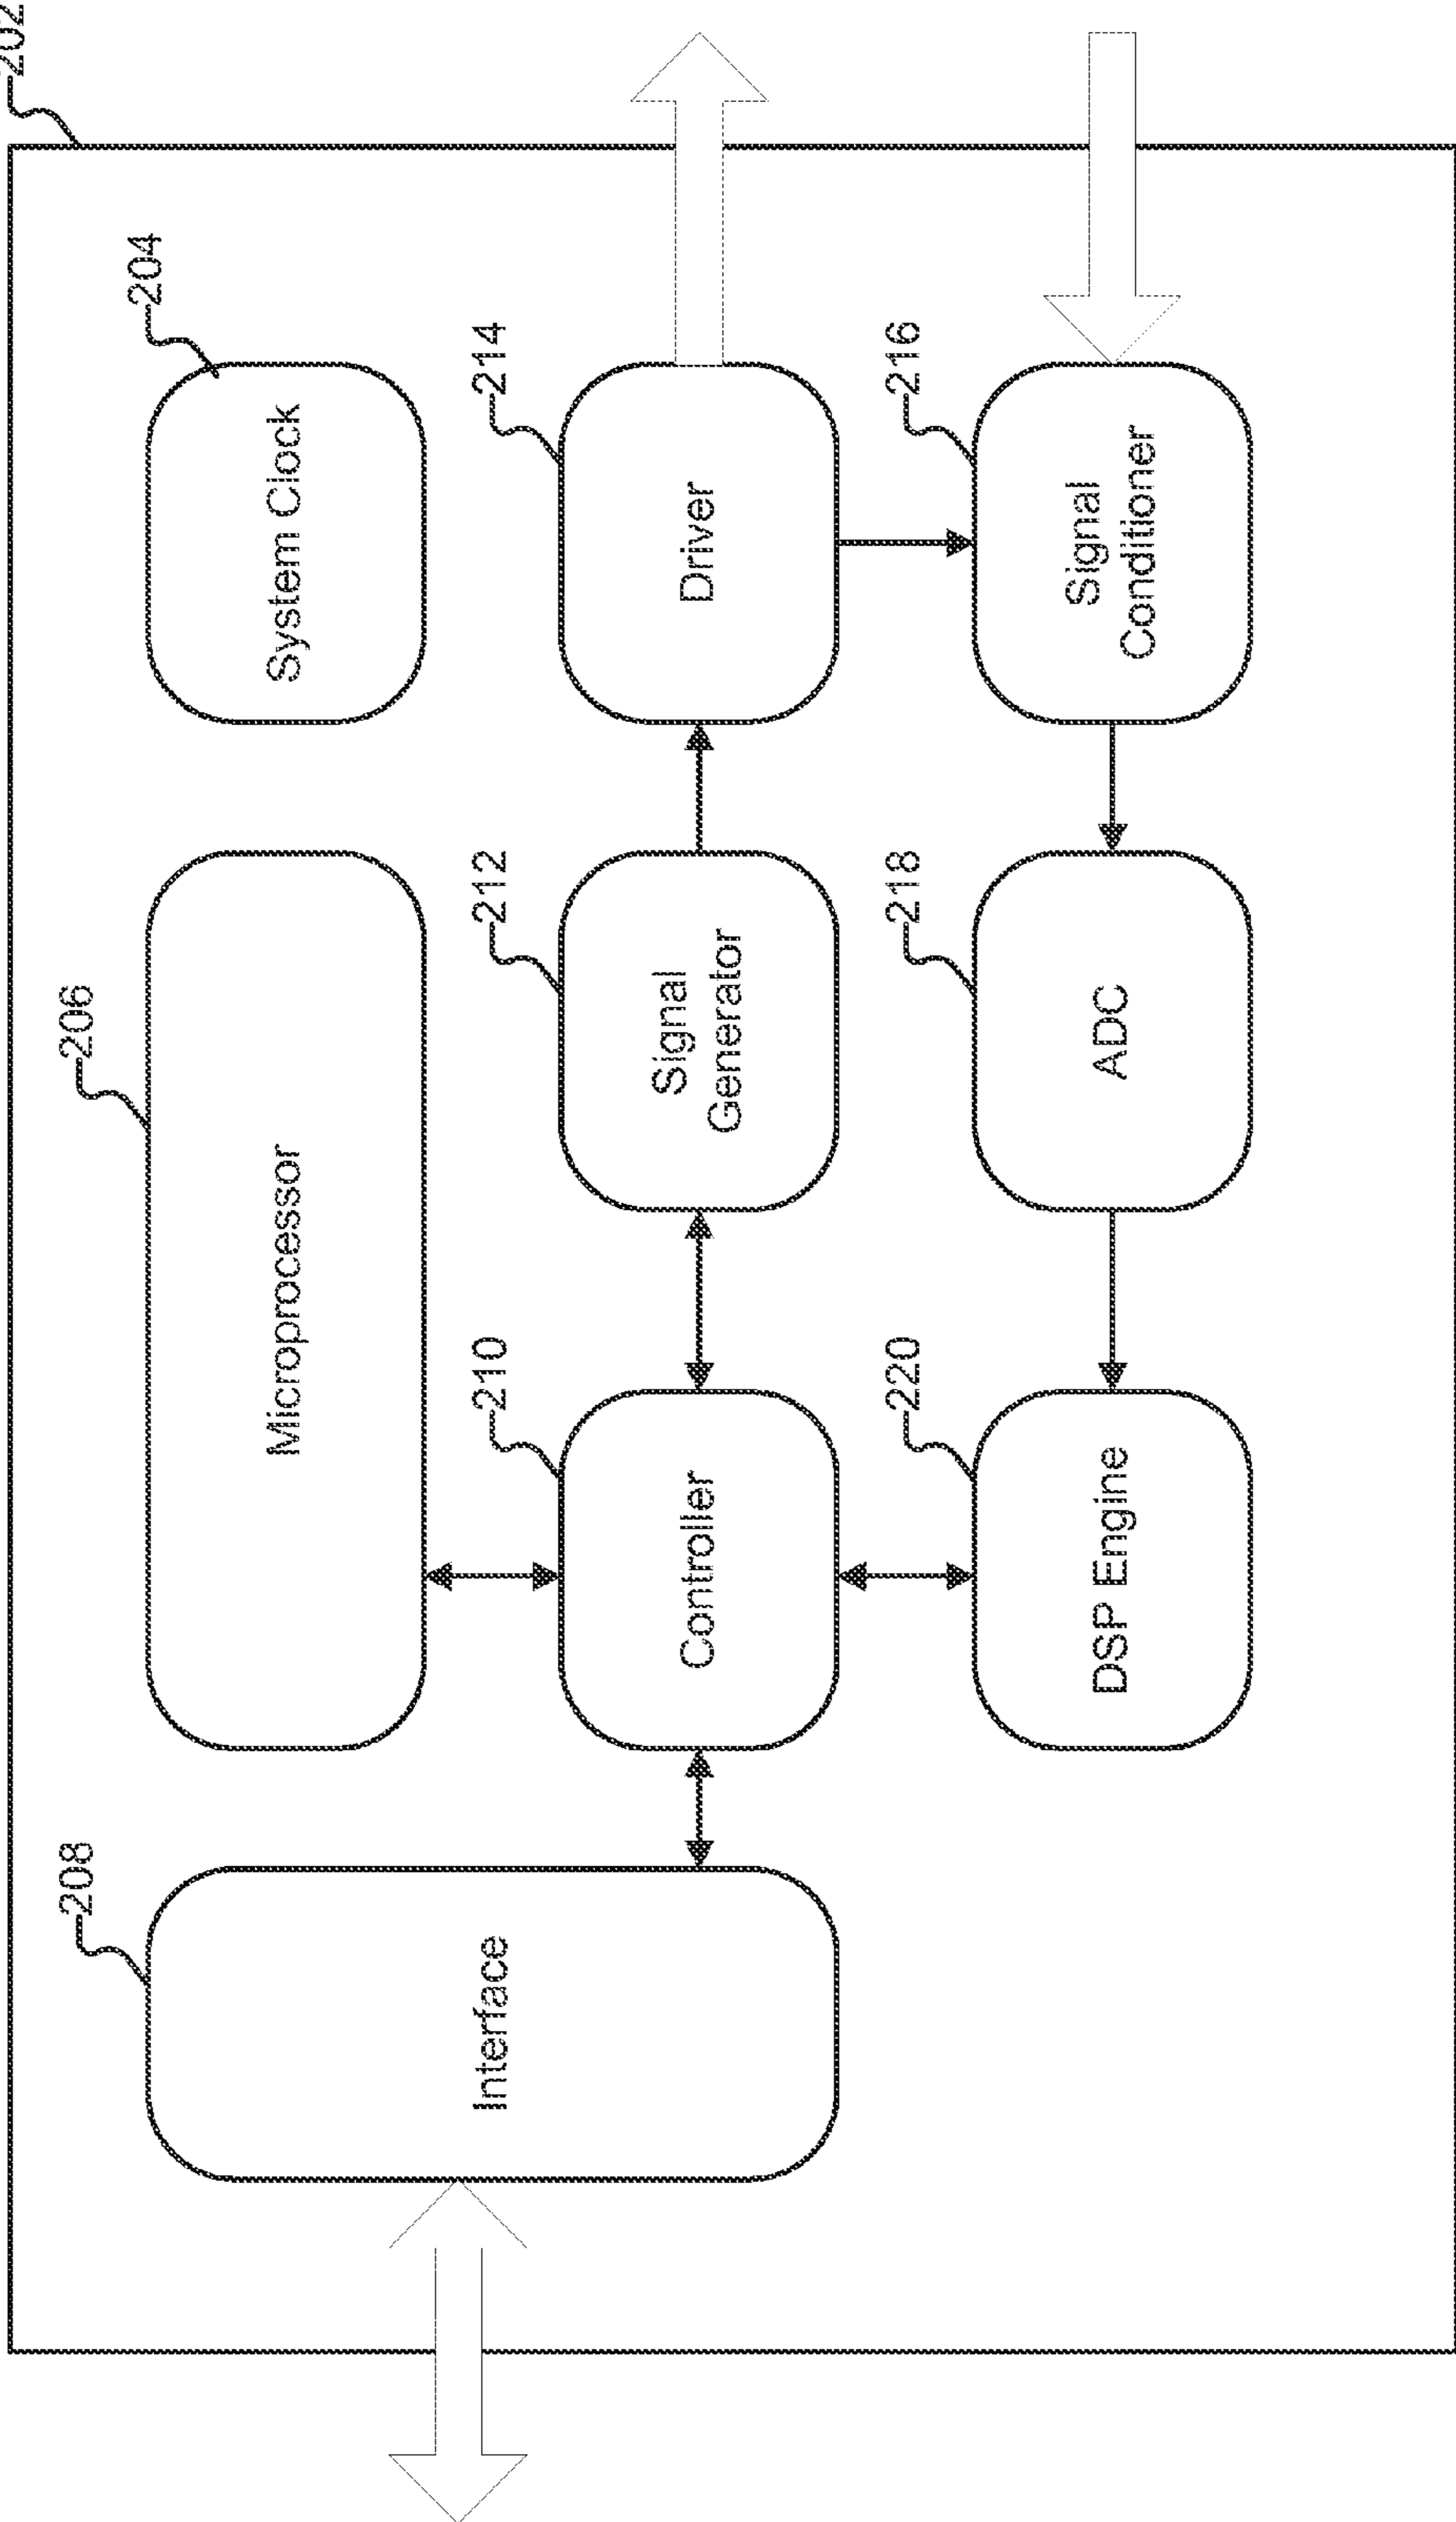 202
204
System Clock
206
Microprocessor
208
Interface
210
Controller
212
Signal
Generator
214
Driver
216
Signal
Conditioner
218
ADC
220
DSP Engine